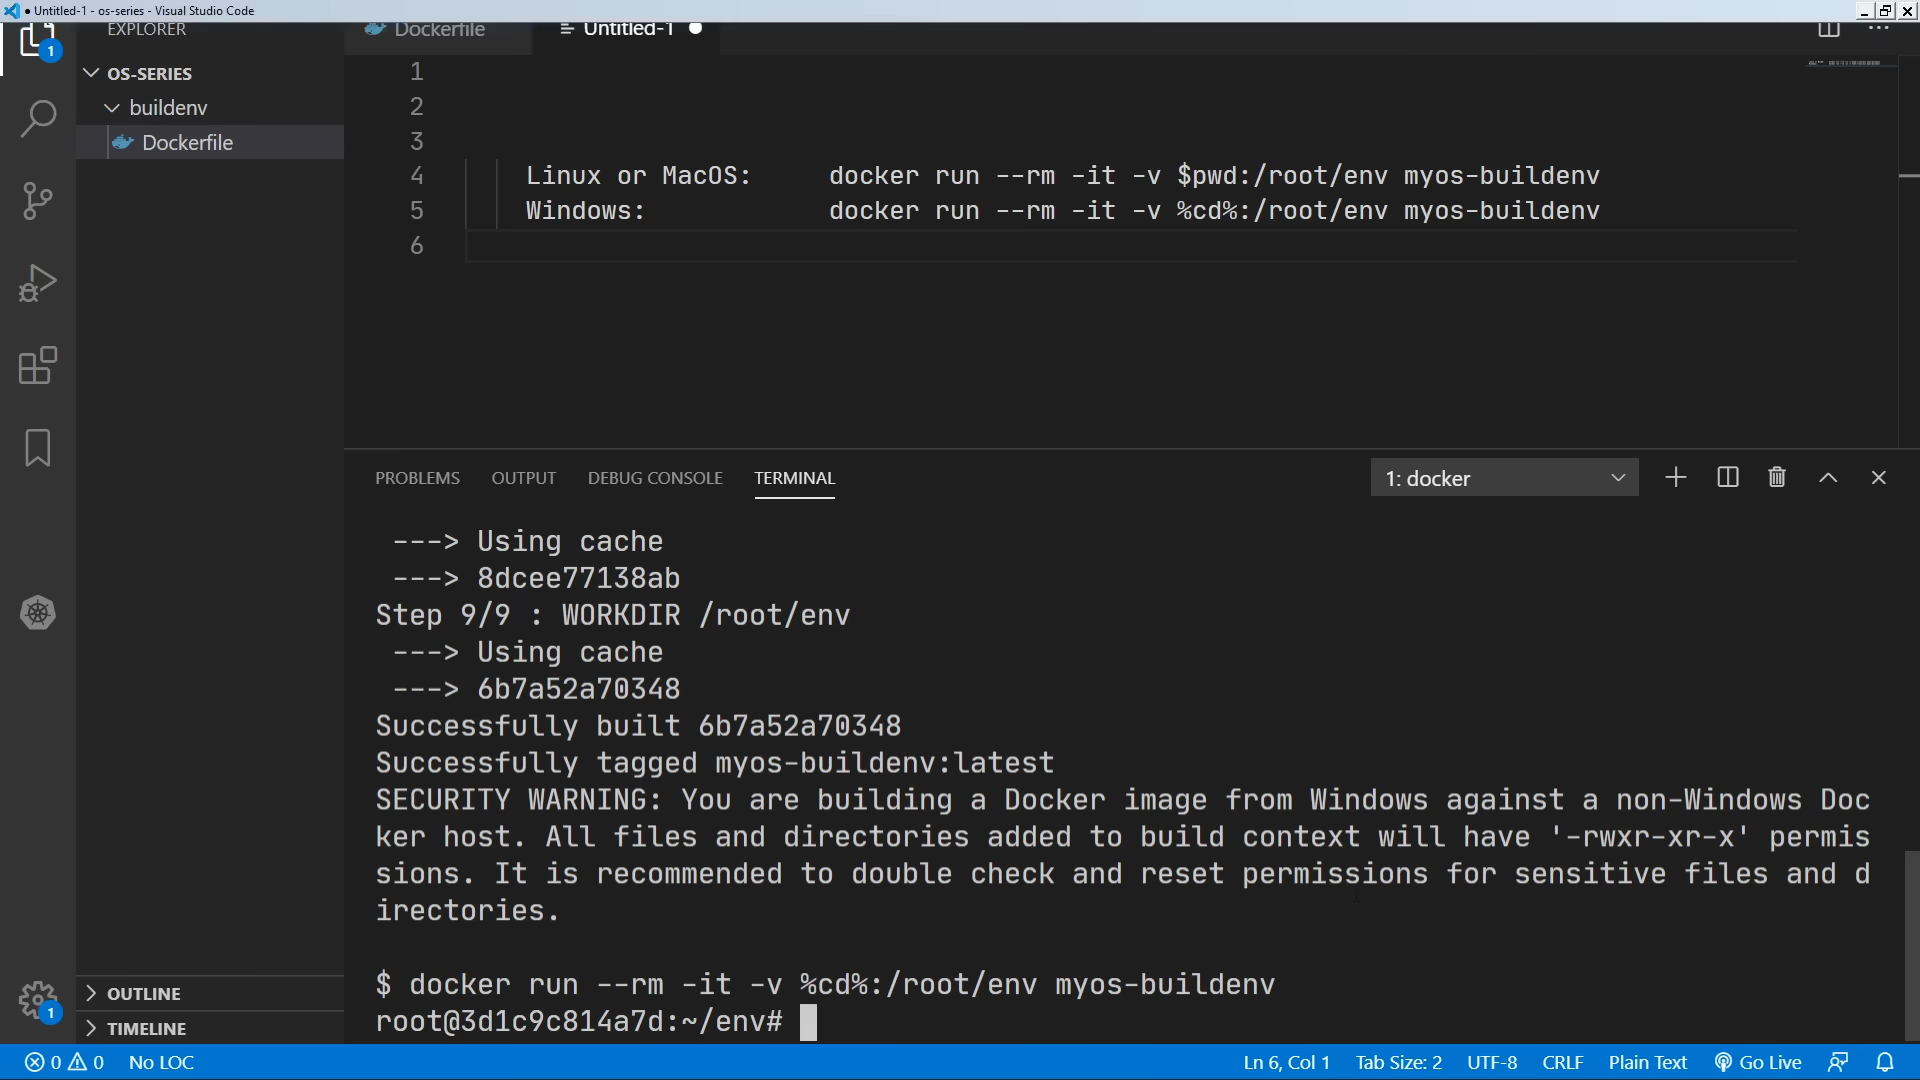 ● Untitled-1 - os-series - Visual Studio Code
EXPLORER
Dockerfile
Untitled-1
1
OS-SERIES
buildenv
Dockerfile
1
2
3
4 Linux or MacOS: docker run --rm -it -v $pwd:/root/env myos-buildenv
5 Windows: docker run --rm -it -v %cd%:/root/env myos-buildenv
6
PROBLEMS OUTPUT DEBUG CONSOLE TERMINAL 1: docker
---> Using cache
---> 8dcee77138ab
Step 9/9 : WORKDIR /root/env
---> Using cache
---> 6b7a52a70348
Successfully built 6b7a52a70348
Successfully tagged myos-buildenv:latest
SECURITY WARNING: You are building a Docker image from Windows against a non-Windows Doc
ker host. All files and directories added to build context will have '-rwxr-xr-x' permis
sions. It is recommended to double check and reset permissions for sensitive files and d
irectories.
$ docker run --rm -it -v %cd%:/root/env myos-buildenv
root@3d1c9c814a7d:~/env#
OUTLINE
TIMELINE
1
0 0 No LOC Ln 6, Col 1 Tab Size: 2 UTF-8 CRLF Plain Text Go Live